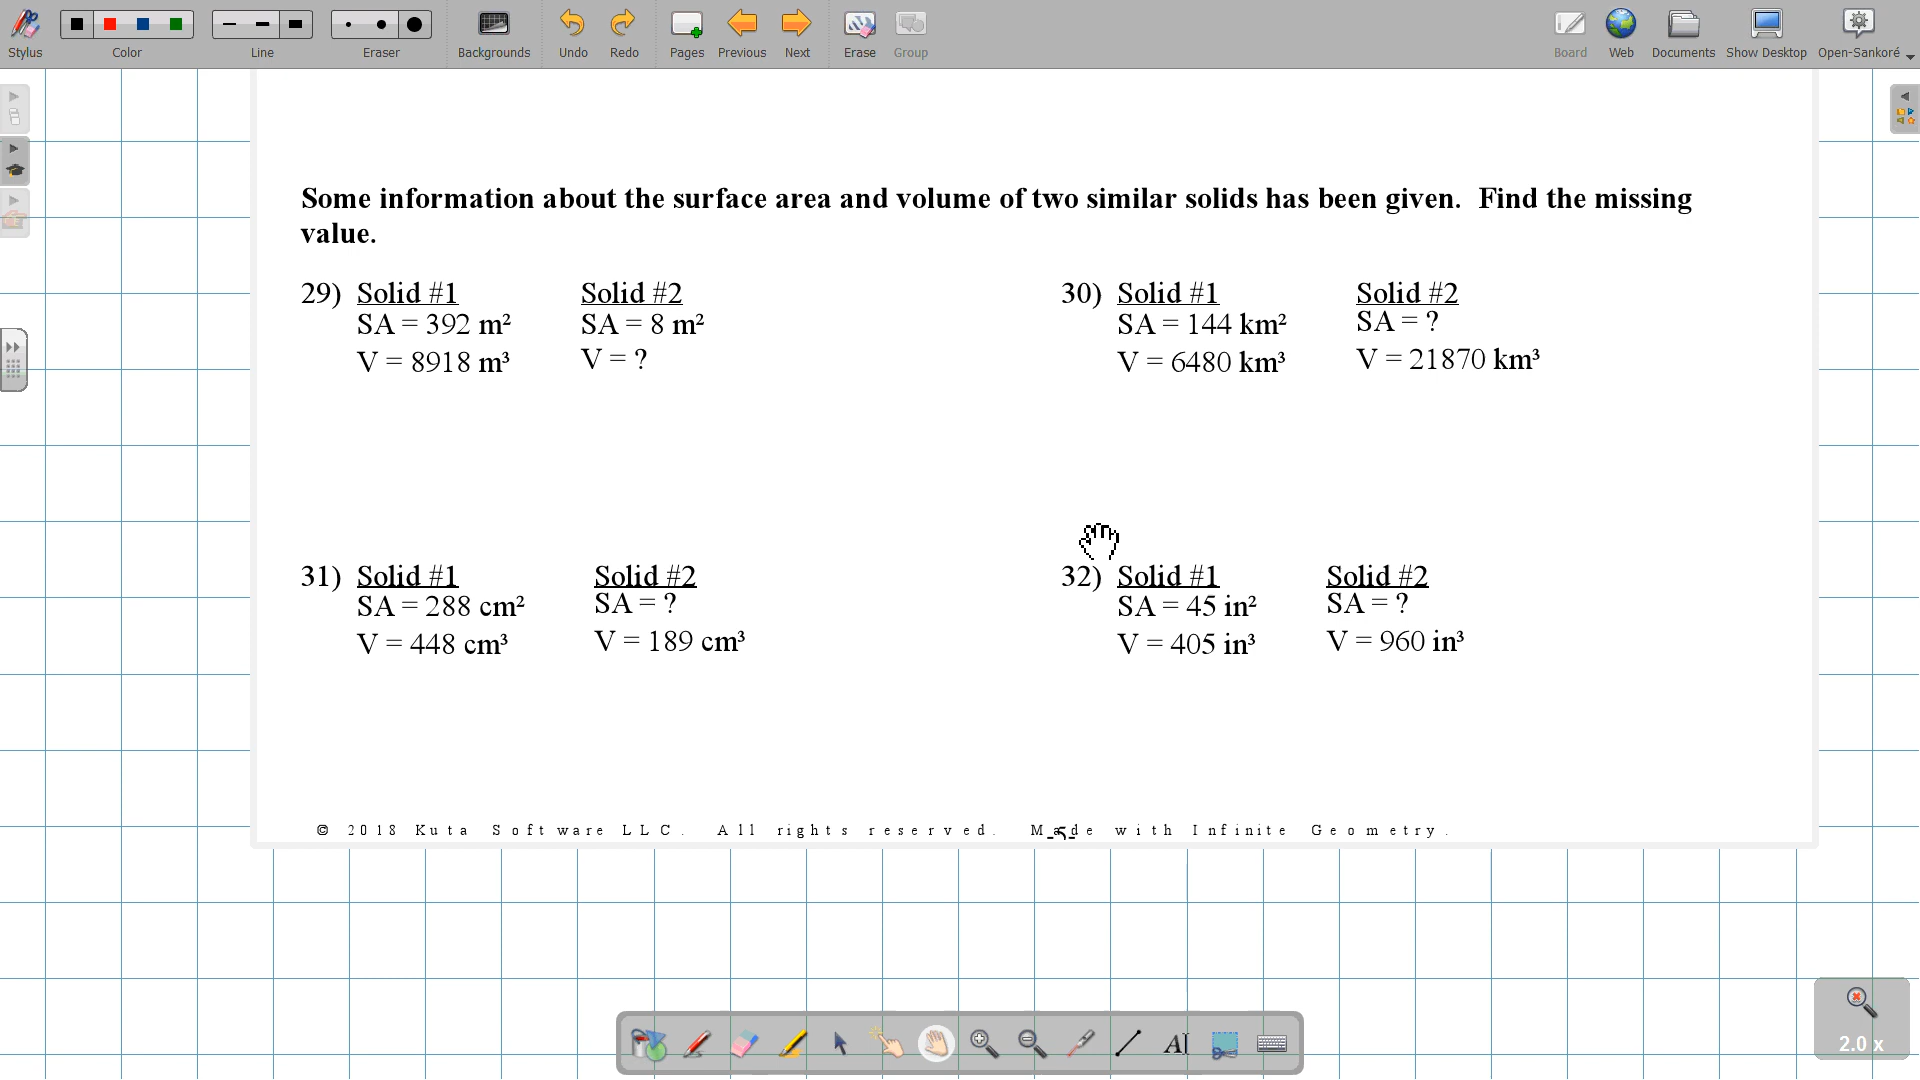 Stylus Color Line Eraser Backgrounds Undo Redo Pages Previous Next Erase Group Board Web Documents Show Desktop Open-Sankoré
Some information about the surface area and volume of two similar solids has been given.  Find the missing
value.
29) Solid #1 Solid #2
SA = 392 m² SA = 8 m²
V = 8918 m³ V = ?
30) Solid #1 Solid #2
SA = 144 km² SA = ?
V = 6480 km³ V = 21870 km³
31) Solid #1 Solid #2
SA = 288 cm² SA = ?
V = 448 cm³ V = 189 cm³
32) Solid #1 Solid #2
SA = 45 in² SA = ?
V = 405 in³ V = 960 in³
© 2018 Kuta Software LLC. All rights reserved. Made with Infinite Geometry.
-5-
AI
2.0 x